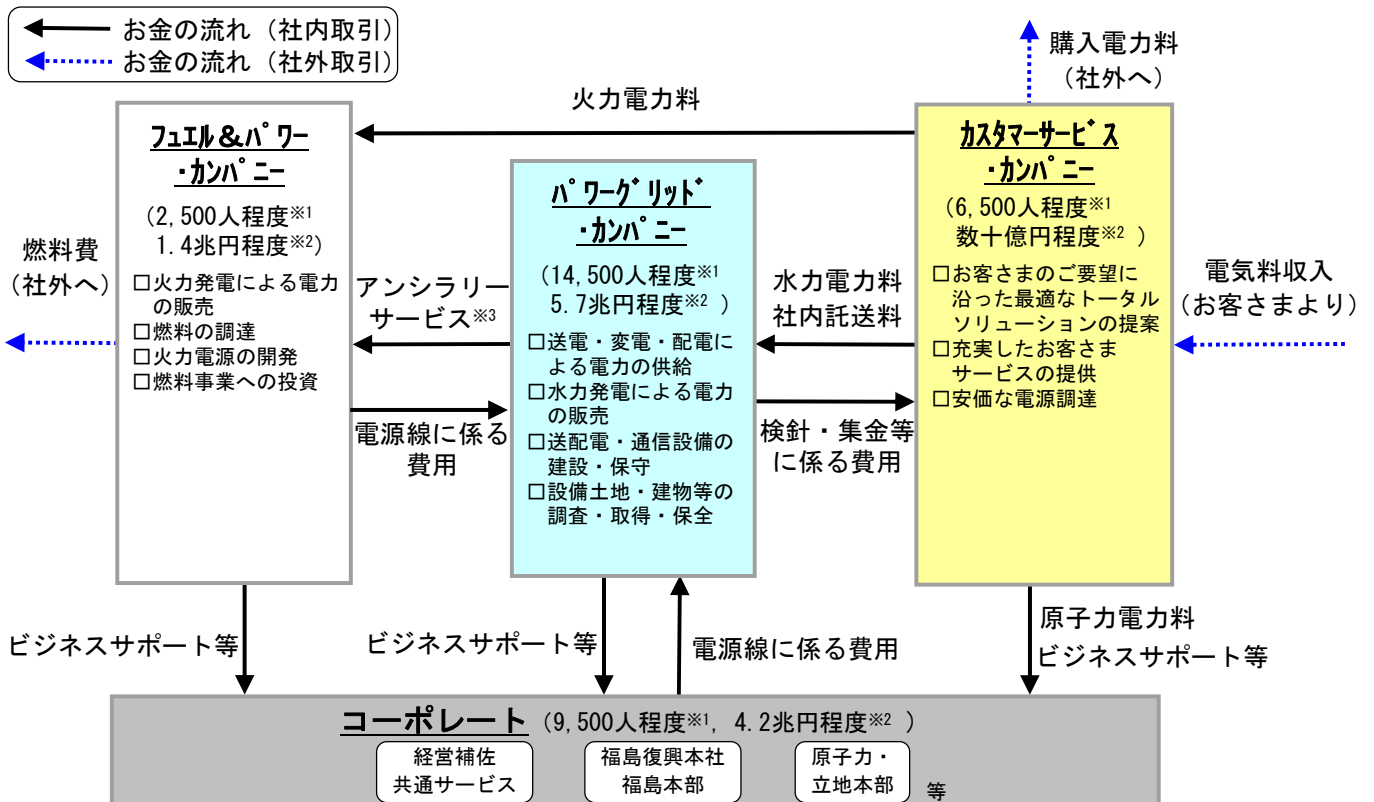 お金の流れ（社内取引）
お金の流れ（社外取引）
購入電力料
（社外へ）
火力電力料
フュエル＆パワー
・カンパニー
（2,500人程度※1
1.4兆円程度※2）
□火力発電による電力
の販売
□燃料の調達
□火力電源の開発
□燃料事業への投資
燃料費
（社外へ）
アンシラリー
サービス※3
電源線に係る
費用
パワーグリッド
・カンパニー
（14,500人程度※1
5.7兆円程度※2 ）
□送電・変電・配電に
よる電力の供給
□水力発電による電力
の販売
□送配電・通信設備の
建設・保守
□設備土地・建物等の
調査・取得・保全
水力電力料
社内託送料
検針・集金等
に係る費用
カスタマーサービス
・カンパニー
（6,500人程度※1
数十億円程度※2 ）
□お客さまのご要望に
沿った最適なトータル
ソリューションの提案
□充実したお客さま
サービスの提供
□安価な電源調達
電気料収入
（お客さまより）
ビジネスサポート等
ビジネスサポート等
電源線に係る費用
原子力電力料
ビジネスサポート等
コーポレート（9,500人程度※1, 4.2兆円程度※2 ）
経営補佐
共通サービス
福島復興本社
福島本部
原子力・
立地本部
等